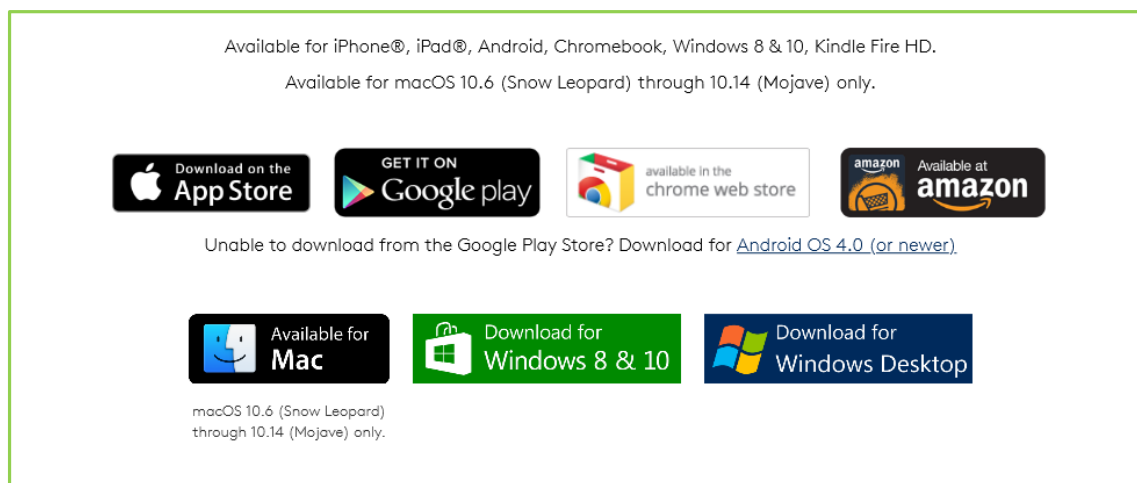 Available for iPhone®, iPad®, Android, Chromebook, Windows 8 & 10, Kindle Fire HD.
Available for macOS 10.6 (Snow Leopard) through 10.14 (Mojave) only.
Download on the
App Store
GET IT ON
Google play
available in the
chrome web store
amazon
Available at
amazon
Unable to download from the Google Play Store? Download for Android OS 4.0 (or newer)
Available for
Mac
Download for
Windows 8 & 10
Download for
Windows Desktop
macOS 10.6 (Snow Leopard)
through 10.14 (Mojave) only.